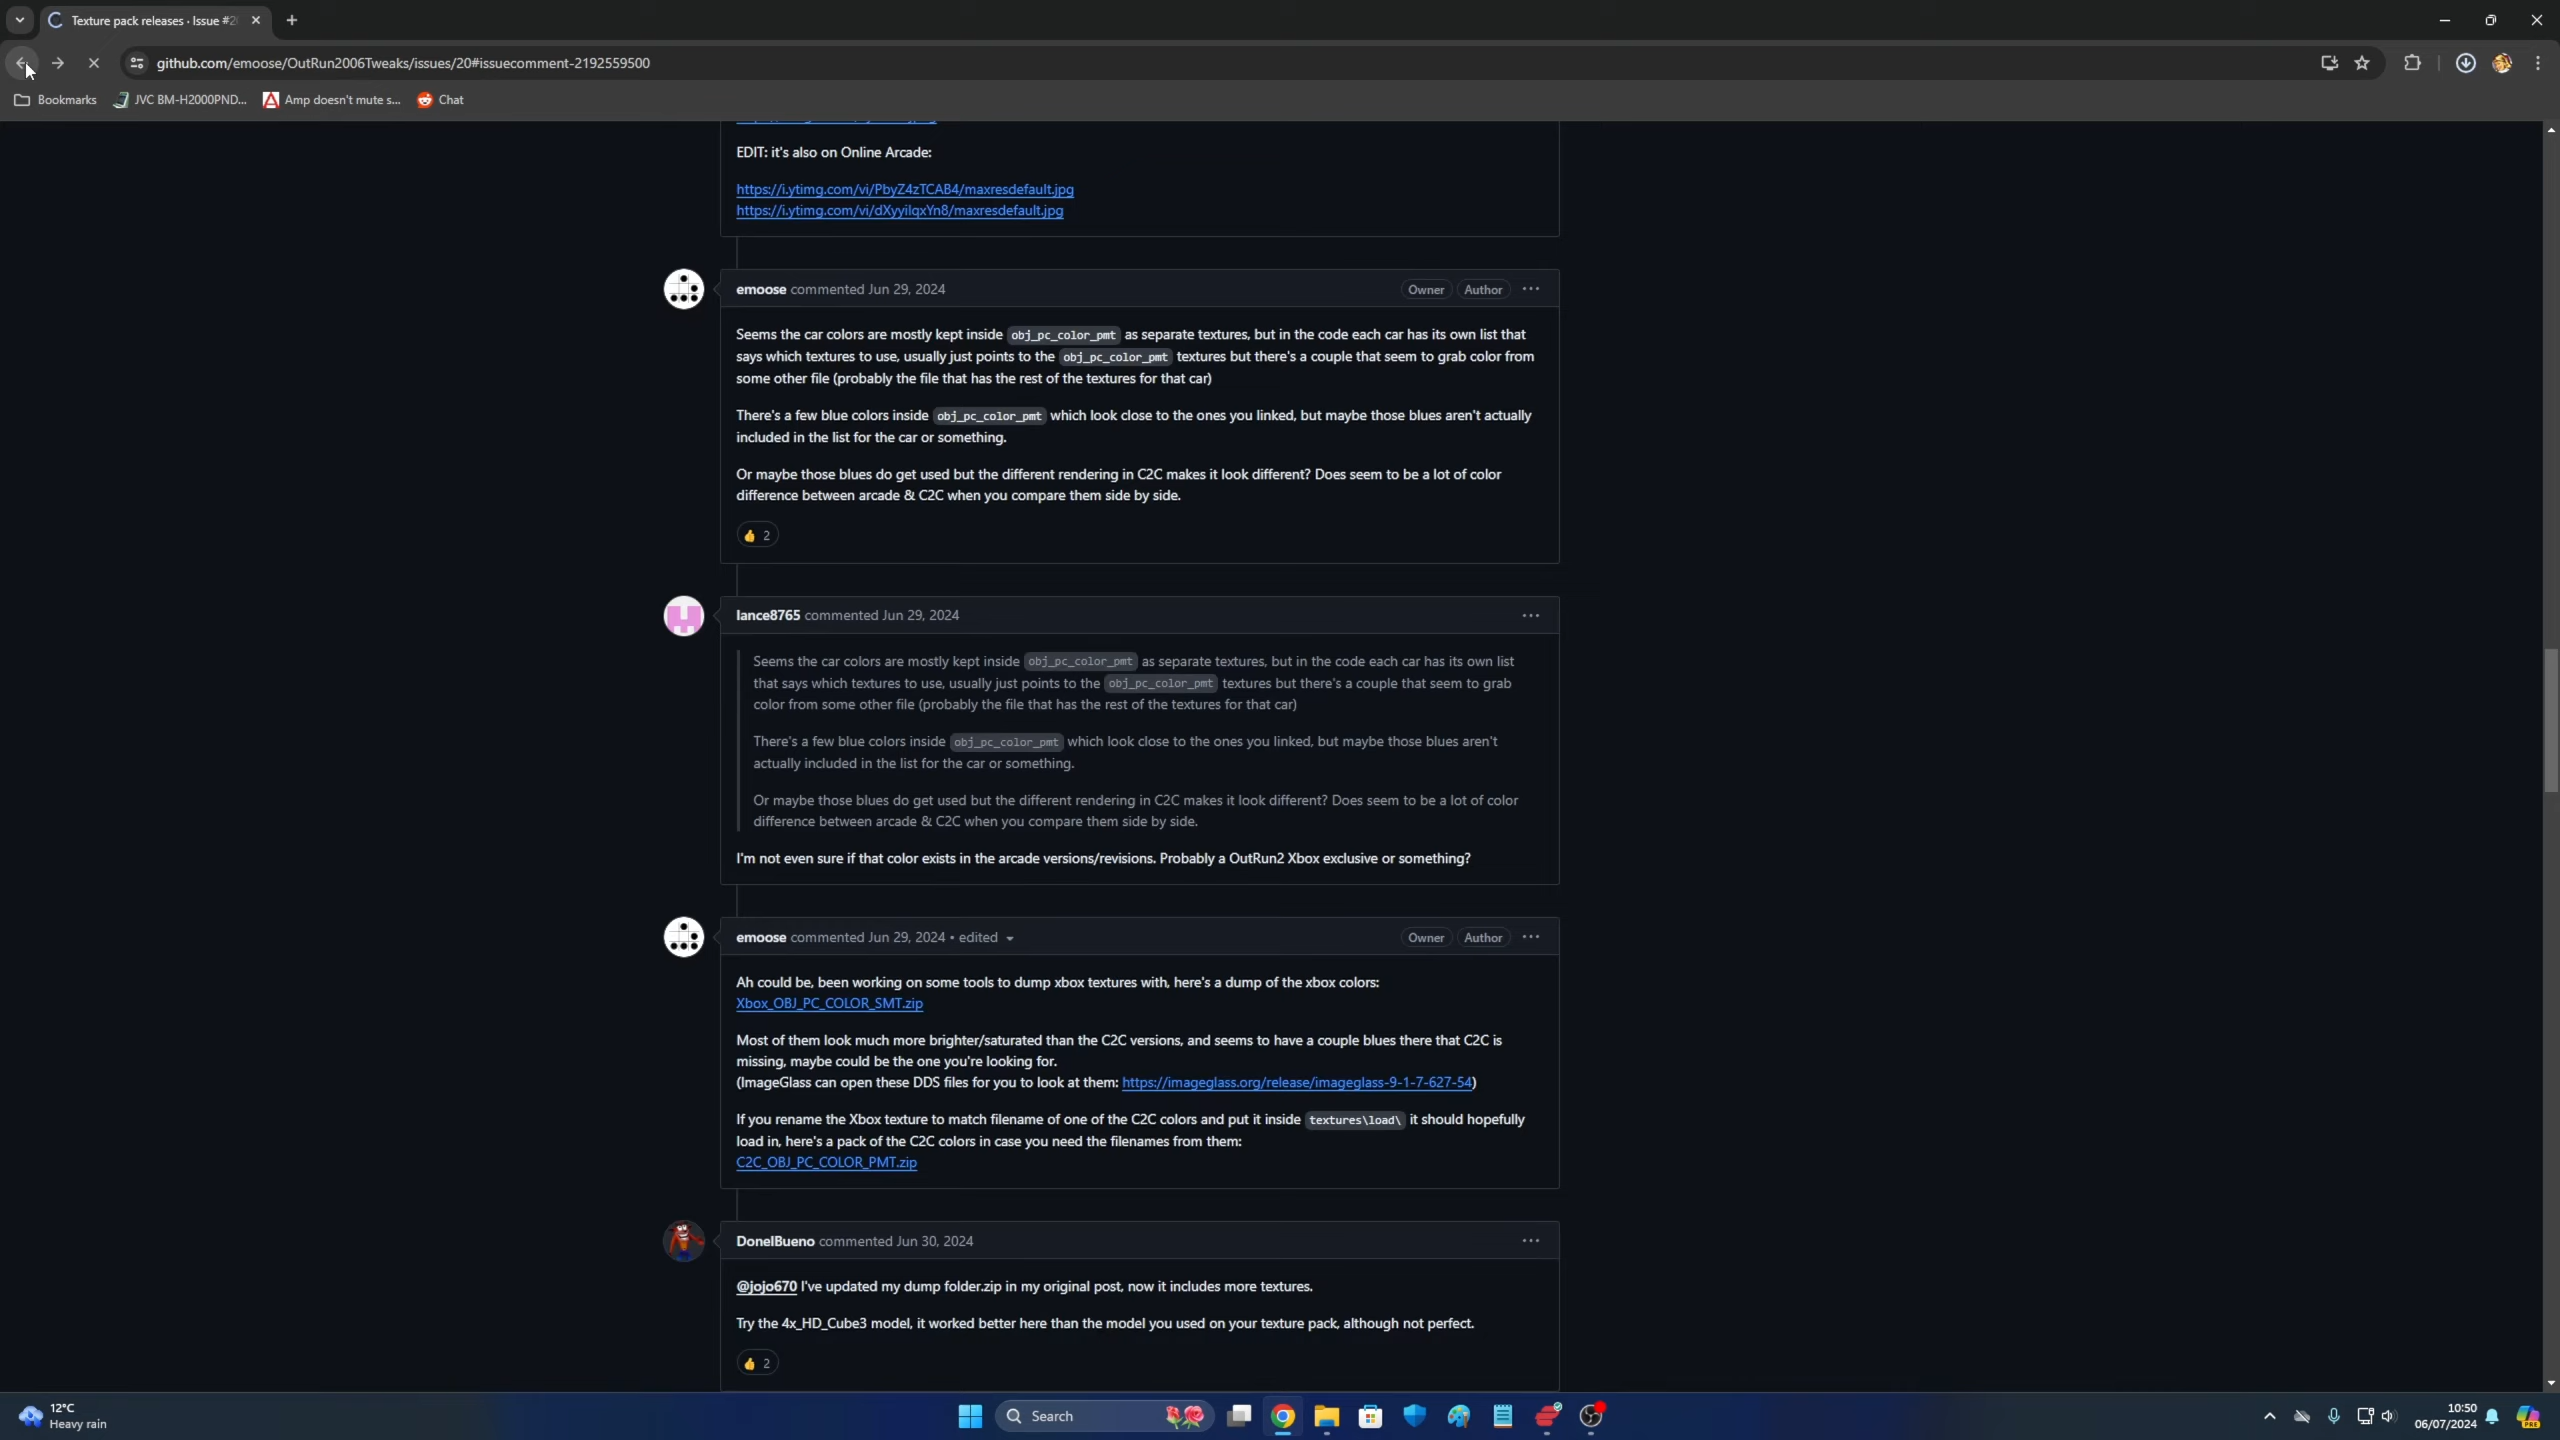 Texture pack releases · Issue #2
github.com/emoose/OutRun2006Tweaks/issues/20#issuecomment-2192559500
Bookmarks
JVC BM-H2000PND...
Amp doesn't mute s...
Chat
EDIT: it's also on Online Arcade:
https://i.ytimg.com/vi/PbyZ4zTCAB4/maxresdefault.jpg
https://i.ytimg.com/vi/dXyyilqxYn8/maxresdefault.jpg
emoose commented Jun 29, 2024
Owner Author
Seems the car colors are mostly kept inside obj_pc_color_pmt as separate textures, but in the code each car has its own list that
says which textures to use, usually just points to the obj_pc_color_pmt textures but there's a couple that seem to grab color from
some other file (probably the file that has the rest of the textures for that car)
There's a few blue colors inside obj_pc_color_pmt which look close to the ones you linked, but maybe those blues aren't actually
included in the list for the car or something.
Or maybe those blues do get used but the different rendering in C2C makes it look different? Does seem to be a lot of color
difference between arcade & C2C when you compare them side by side.
👍 2
lance8765 commented Jun 29, 2024
Seems the car colors are mostly kept inside obj_pc_color_pmt as separate textures, but in the code each car has its own list
that says which textures to use, usually just points to the obj_pc_color_pmt textures but there's a couple that seem to grab
color from some other file (probably the file that has the rest of the textures for that car)
There's a few blue colors inside obj_pc_color_pmt which look close to the ones you linked, but maybe those blues aren't
actually included in the list for the car or something.
Or maybe those blues do get used but the different rendering in C2C makes it look different? Does seem to be a lot of color
difference between arcade & C2C when you compare them side by side.
I'm not even sure if that color exists in the arcade versions/revisions. Probably a OutRun2 Xbox exclusive or something?
emoose commented Jun 29, 2024 • edited
Owner Author
Ah could be, been working on some tools to dump xbox textures with, here's a dump of the xbox colors:
Xbox_OBJ_PC_COLOR_SMT.zip
Most of them look much more brighter/saturated than the C2C versions, and seems to have a couple blues there that C2C is
missing, maybe could be the one you're looking for.
(ImageGlass can open these DDS files for you to look at them: https://imageglass.org/release/imageglass-9-1-7-627-54)
If you rename the Xbox texture to match filename of one of the C2C colors and put it inside textures\load\ it should hopefully
load in, here's a pack of the C2C colors in case you need the filenames from them:
C2C_OBJ_PC_COLOR_PMT.zip
DonelBueno commented Jun 30, 2024
@jojo670 I've updated my dump folder.zip in my original post, now it includes more textures.
Try the 4x_HD_Cube3 model, it worked better here than the model you used on your texture pack, although not perfect.
👍 2
12°C
Heavy rain
Search
10:50
06/07/2024
PRE